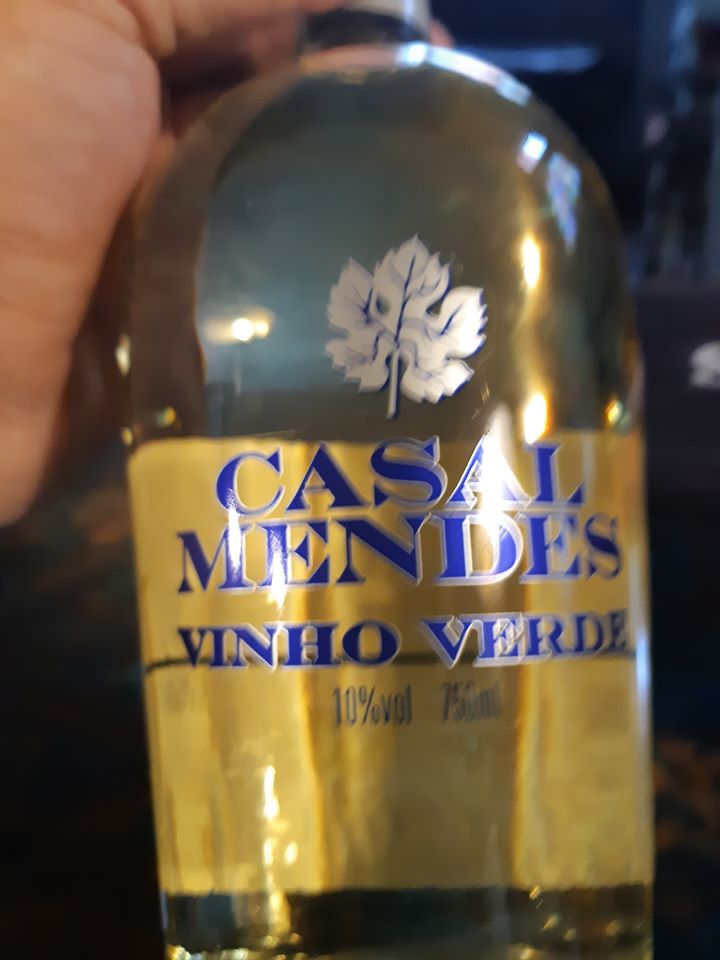 CASAL
MENDES
VINHO VERDE
10%vol 750ml